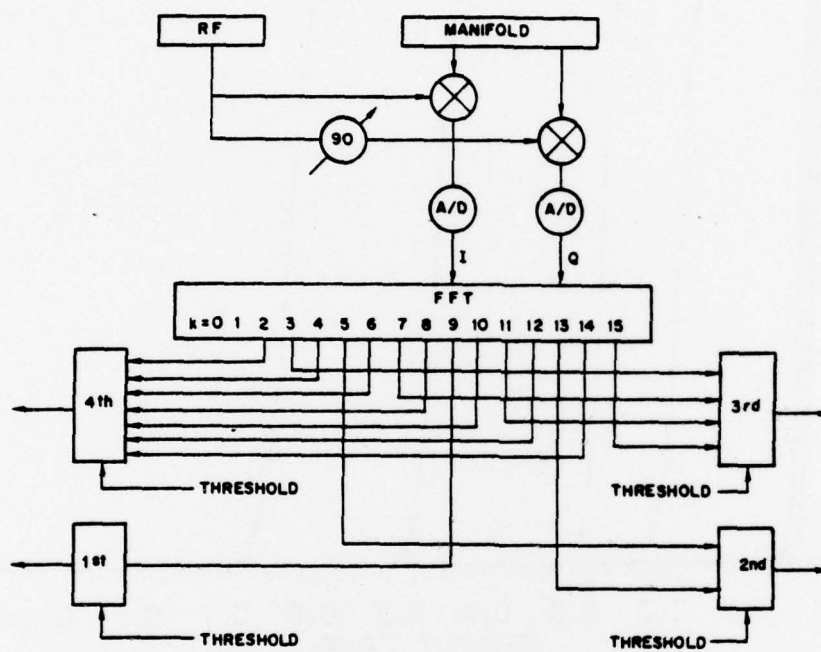 RF
MANIFOLD
90
A/D
A/D
I
Q
FFT
k=0 1 2 3 4 5 6 7 8 9 10 11 12 13 14 15
4th
3rd
THRESHOLD
THRESHOLD
1st
2nd
THRESHOLD
THRESHOLD